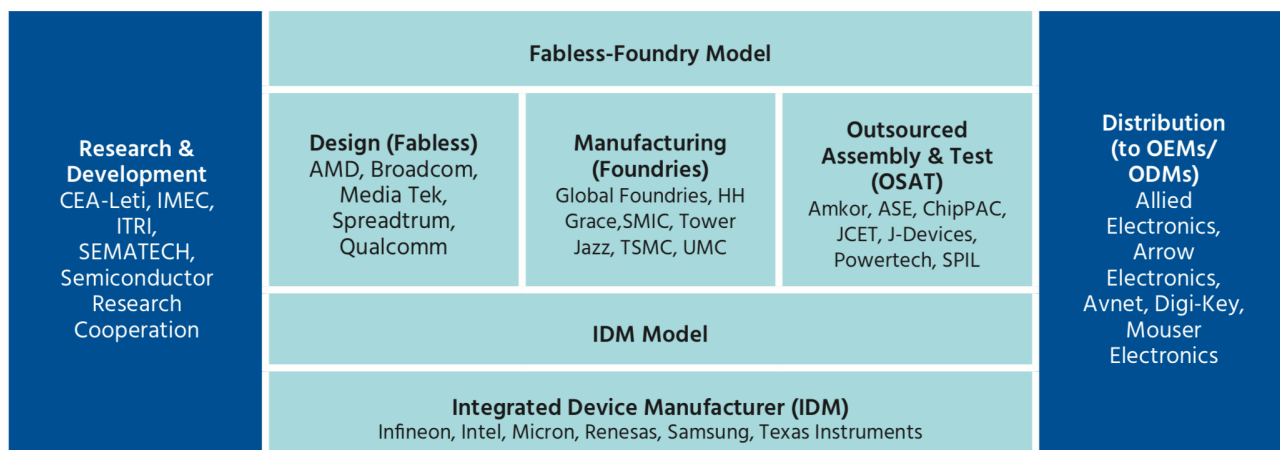 Research &
Development
CEA-Leti, IMEC,
ITRI,
SEMATECH,
Semiconductor
Research
Cooperation
Fabless-Foundry Model
Design (Fabless)
AMD, Broadcom,
Media Tek,
Spreadtrum,
Qualcomm
Manufacturing
(Foundries)
Global Foundries, HH
Grace,SMIC, Tower
Jazz, TSMC, UMC
Outsourced
Assembly & Test
(OSAT)
Amkor, ASE, ChipPAC,
JCET, J-Devices,
Powertech, SPIL
IDM Model
Integrated Device Manufacturer (IDM)
Infineon, Intel, Micron, Renesas, Samsung, Texas Instruments
Distribution
(to OEMs/
ODMs)
Allied
Electronics,
Arrow
Electronics,
Avnet, Digi-Key,
Mouser
Electronics